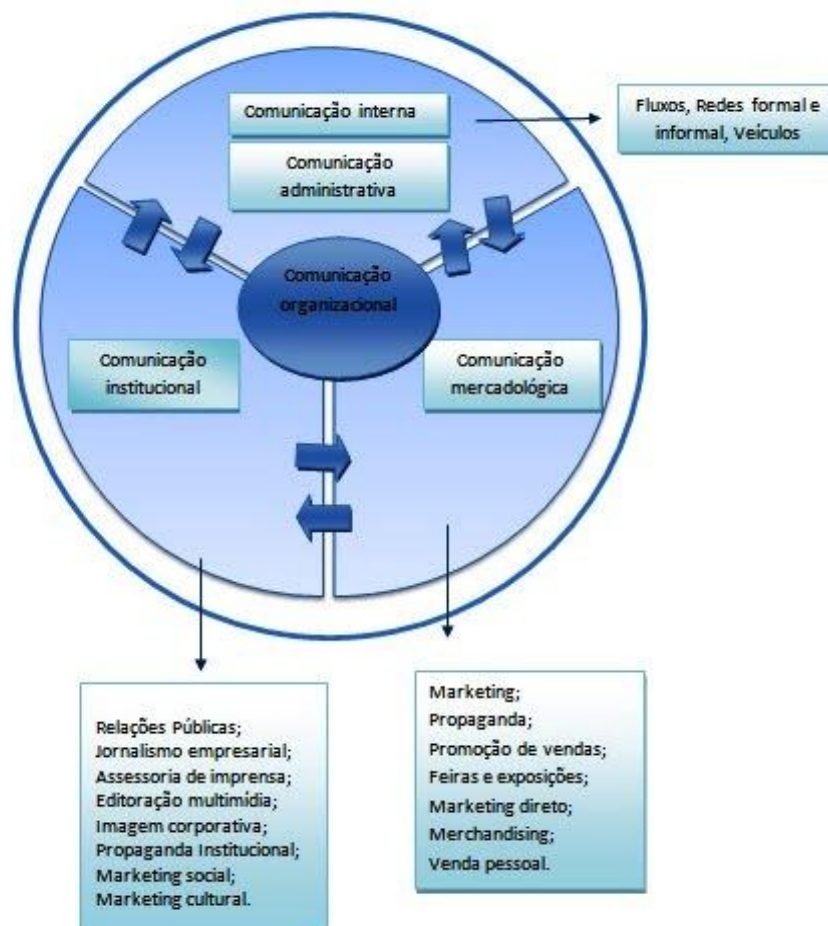 Comunicação interna
Fluxos, Redes formal e
informal, Veículos
Comunicação
administrativa
Comunicação
organizacional
Comunicação
institucional
Comunicação
mercadológica
Relações Públicas;
Jornalismo empresarial;
Assessoria de imprensa;
Editoração multimídia;
Imagem corporativa;
Propaganda Institucional;
Marketing social;
Marketing cultural.
Marketing;
Propaganda;
Promoção de vendas;
Feiras e exposições;
Marketing direto;
Merchandising;
Venda pessoal.